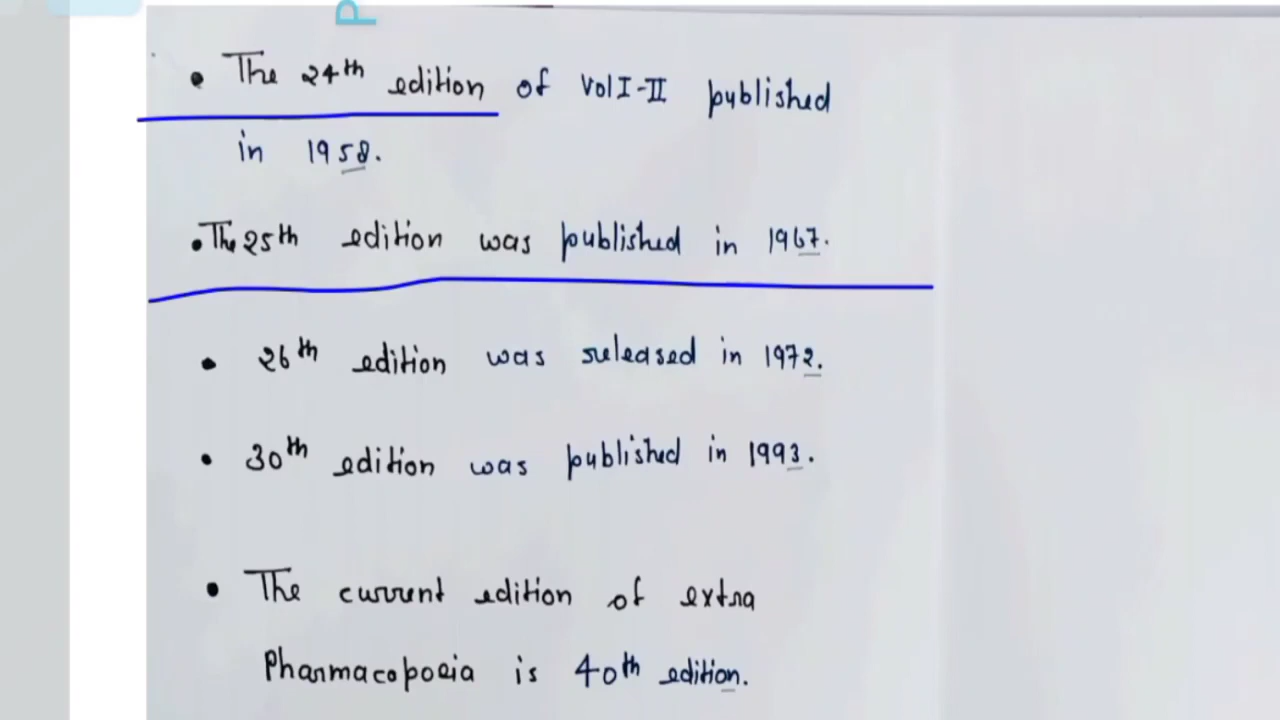 P
• The 24th edition of Vol I-II published
in 1958.
• The 25th edition was published in 1967.
• 26th edition was released in 1972.
• 30th edition was published in 1993.
• The current edition of extra
Pharmacopoeia is 40th edition.